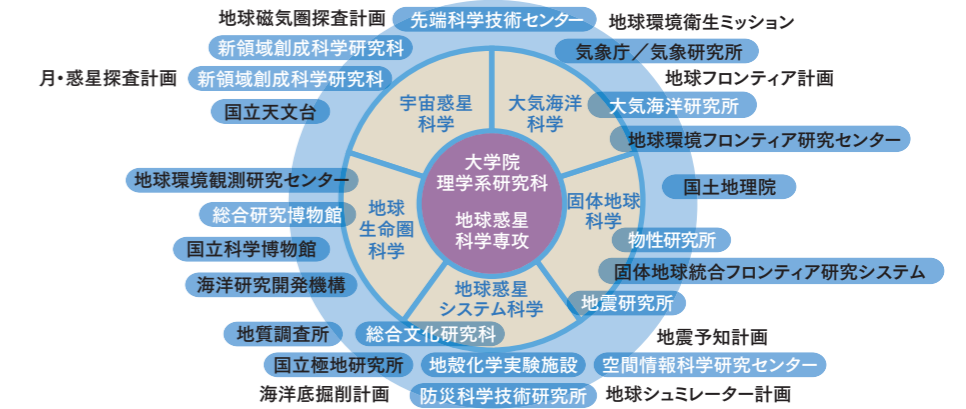 地球磁気圏探査計画
先端科学技術センター
地球環境衛生ミッション
新領域創成科学研究科
気象庁／気象研究所
月・惑星探査計画
新領域創成科学研究科
地球フロンティア計画
国立天文台
宇宙惑星
科学
大気海洋
科学
大気海洋研究所
地球環境フロンティア研究センター
大学院
理学系研究科
地球惑星
科学専攻
地球環境観測研究センター
国土地理院
総合研究博物館
地球
生命圏
科学
固体地球
科学
国立科学博物館
物性研究所
海洋研究開発機構
固体地球統合フロンティア研究システム
地球惑星
システム科学
地震研究所
地質調査所
総合文化研究科
地震予知計画
国立極地研究所
地殻化学実験施設
空間情報科学研究センター
海洋底掘削計画
防災科学技術研究所
地球シュミレーター計画